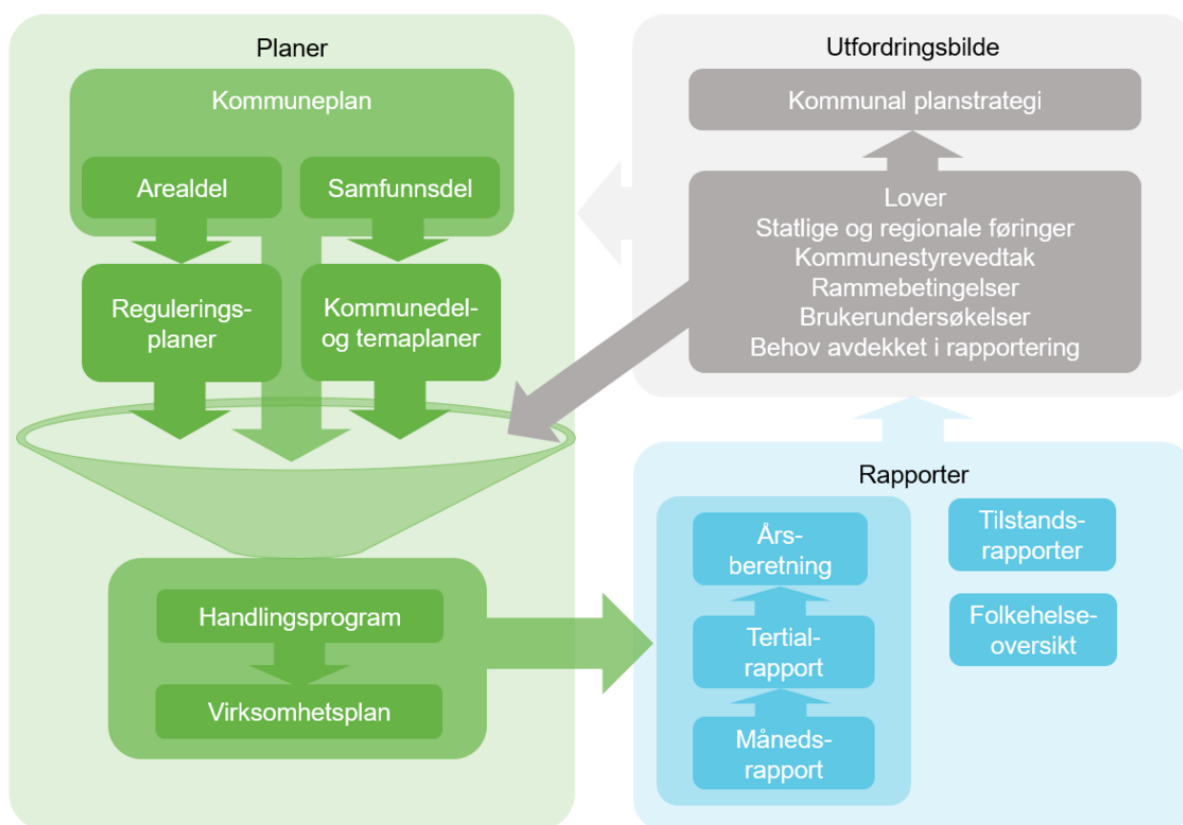 Planer
Kommuneplan
Arealdel
Samfunnsdel
Regulerings-
planer
Kommunedel-
og temaplaner
Handlingsprogram
Virksomhetsplan
Utfordringsbilde
Kommunal planstrategi
Lover
Statlige og regionale føringer
Kommunestyrevedtak
Rammebetingelser
Brukerundersøkelser
Behov avdekket i rapportering
Rapporter
Års-
beretning
Tertial-
rapport
Måneds-
rapport
Tilstands-
rapporter
Folkehelse-
oversikt